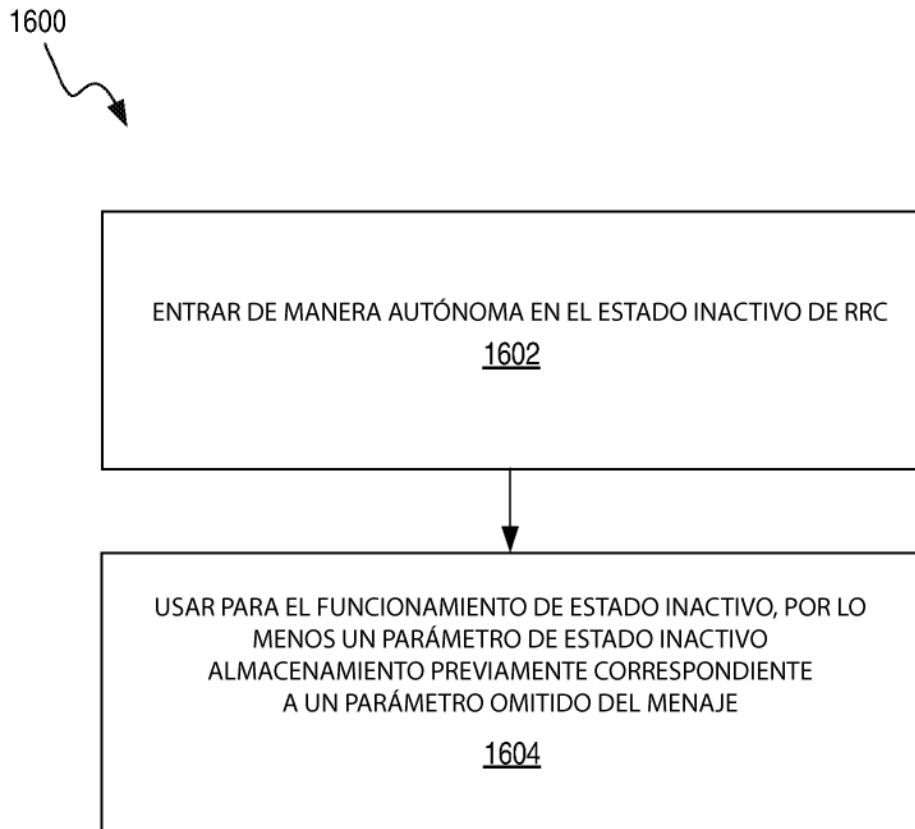 1600
ENTRAR DE MANERA AUTÓNOMA EN EL ESTADO INACTIVO DE RRC
1602
USAR PARA EL FUNCIONAMIENTO DE ESTADO INACTIVO, POR LO
MENOS UN PARÁMETRO DE ESTADO INACTIVO
ALMACENAMIENTO PREVIAMENTE CORRESPONDIENTE
A UN PARÁMETRO OMITIDO DEL MENAJE
1604